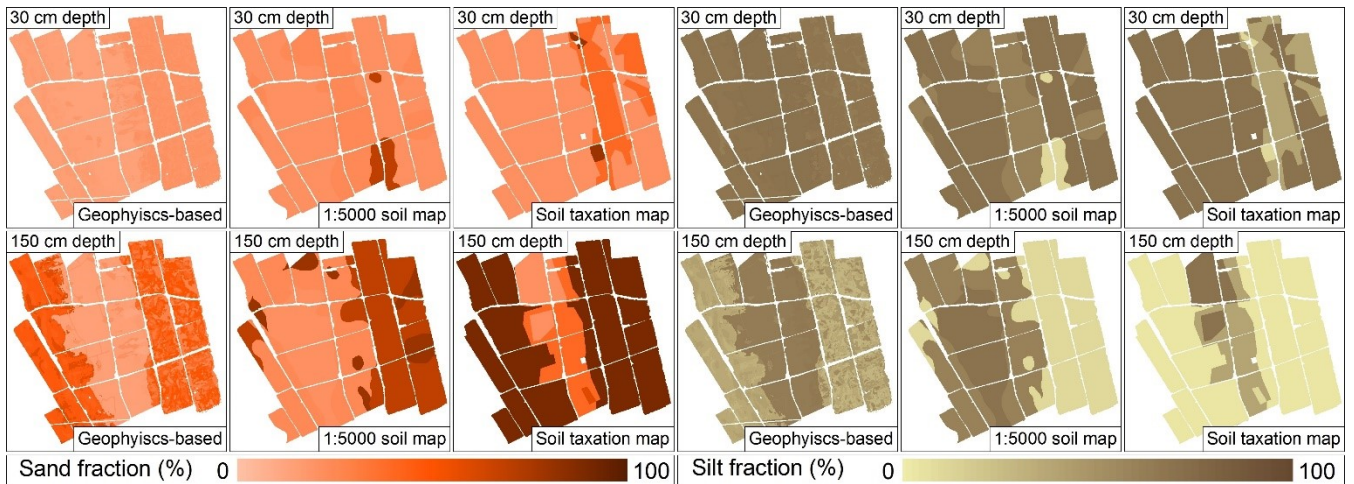 30 cm depth
Geophyiscs-based
30 cm depth
1:5000 soil map
30 cm depth
Soil taxation map
30 cm depth
Geophyiscs-based
30 cm depth
1:5000 soil map
30 cm depth
Soil taxation map
150 cm depth
Geophyiscs-based
150 cm depth
1:5000 soil map
150 cm depth
Soil taxation map
150 cm depth
Geophyiscs-based
150 cm depth
1:5000 soil map
150 cm depth
Soil taxation map
Sand fraction (%) 0 100
Silt fraction (%) 0 100